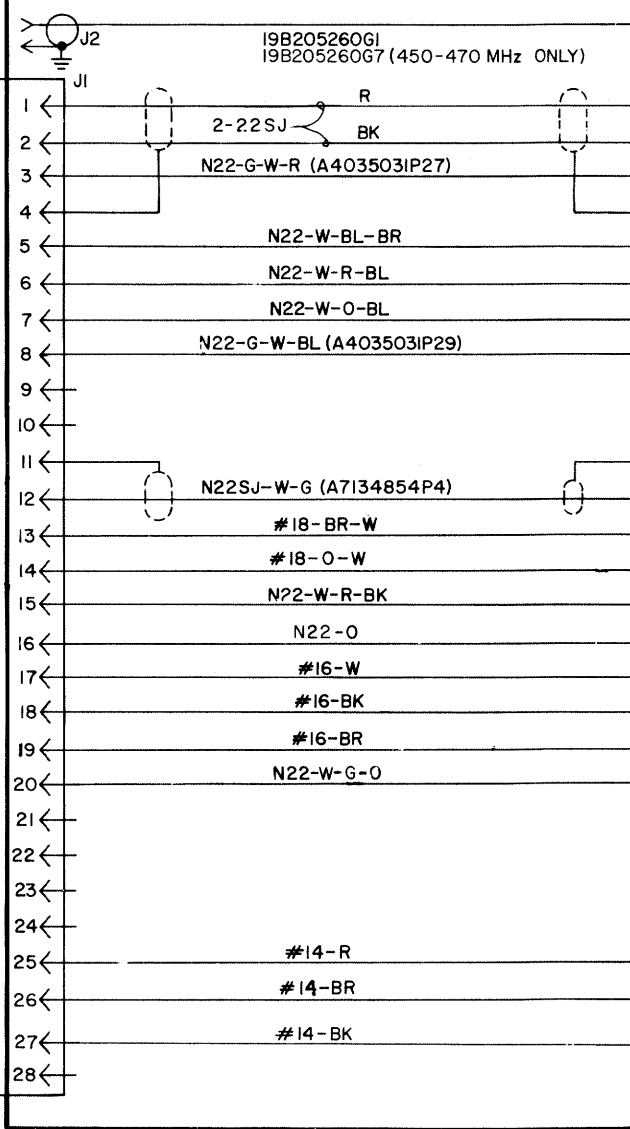 J2
19B205260G1
19B205260G7 (450-470 MHz ONLY)
J1
1
R
2-22SJ
2
BK
3
N22-G-W-R (A4035031P27)
4
5
N22-W-BL-BR
6
N22-W-R-BL
7
N22-W-O-BL
8
N22-G-W-BL (A4035031P29)
9
10
11
12
N22SJ-W-G (A7134854P4)
13
#18-BR-W
14
#18-O-W
15
N22-W-R-BK
16
N22-O
17
#16-W
18
#16-BK
19
#16-BR
20
N22-W-G-O
21
22
23
24
25
#14-R
26
#14-BR
27
#14-BK
28